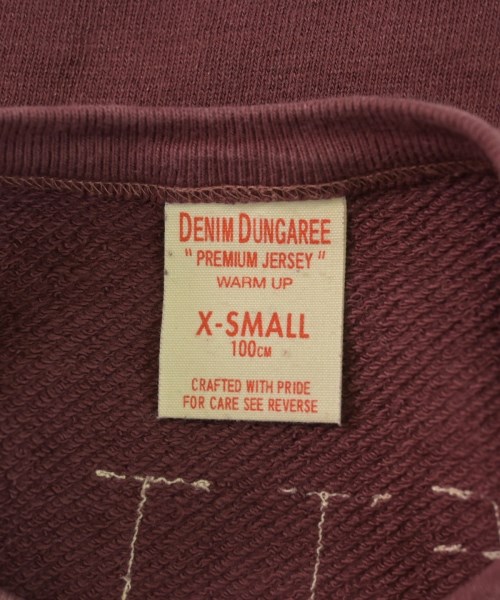 DENIM DUNGAREE
"PREMIUM JERSEY"
WARM UP
X-SMALL
100CM
CRAFTED WITH PRIDE
FOR CARE SEE REVERSE